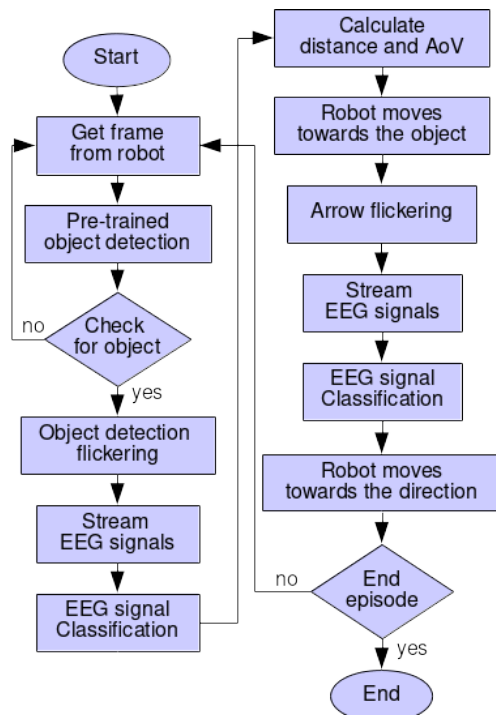 Start
Get frame
from robot
Pre-trained
object detection
no
Check
for object
yes
Object detection
flickering
Stream
EEG signals
EEG signal
Classification
Calculate
distance and AoV
Robot moves
towards the object
Arrow flickering
Stream
EEG signals
EEG signal
Classification
Robot moves
towards the direction
no
End
episode
yes
End